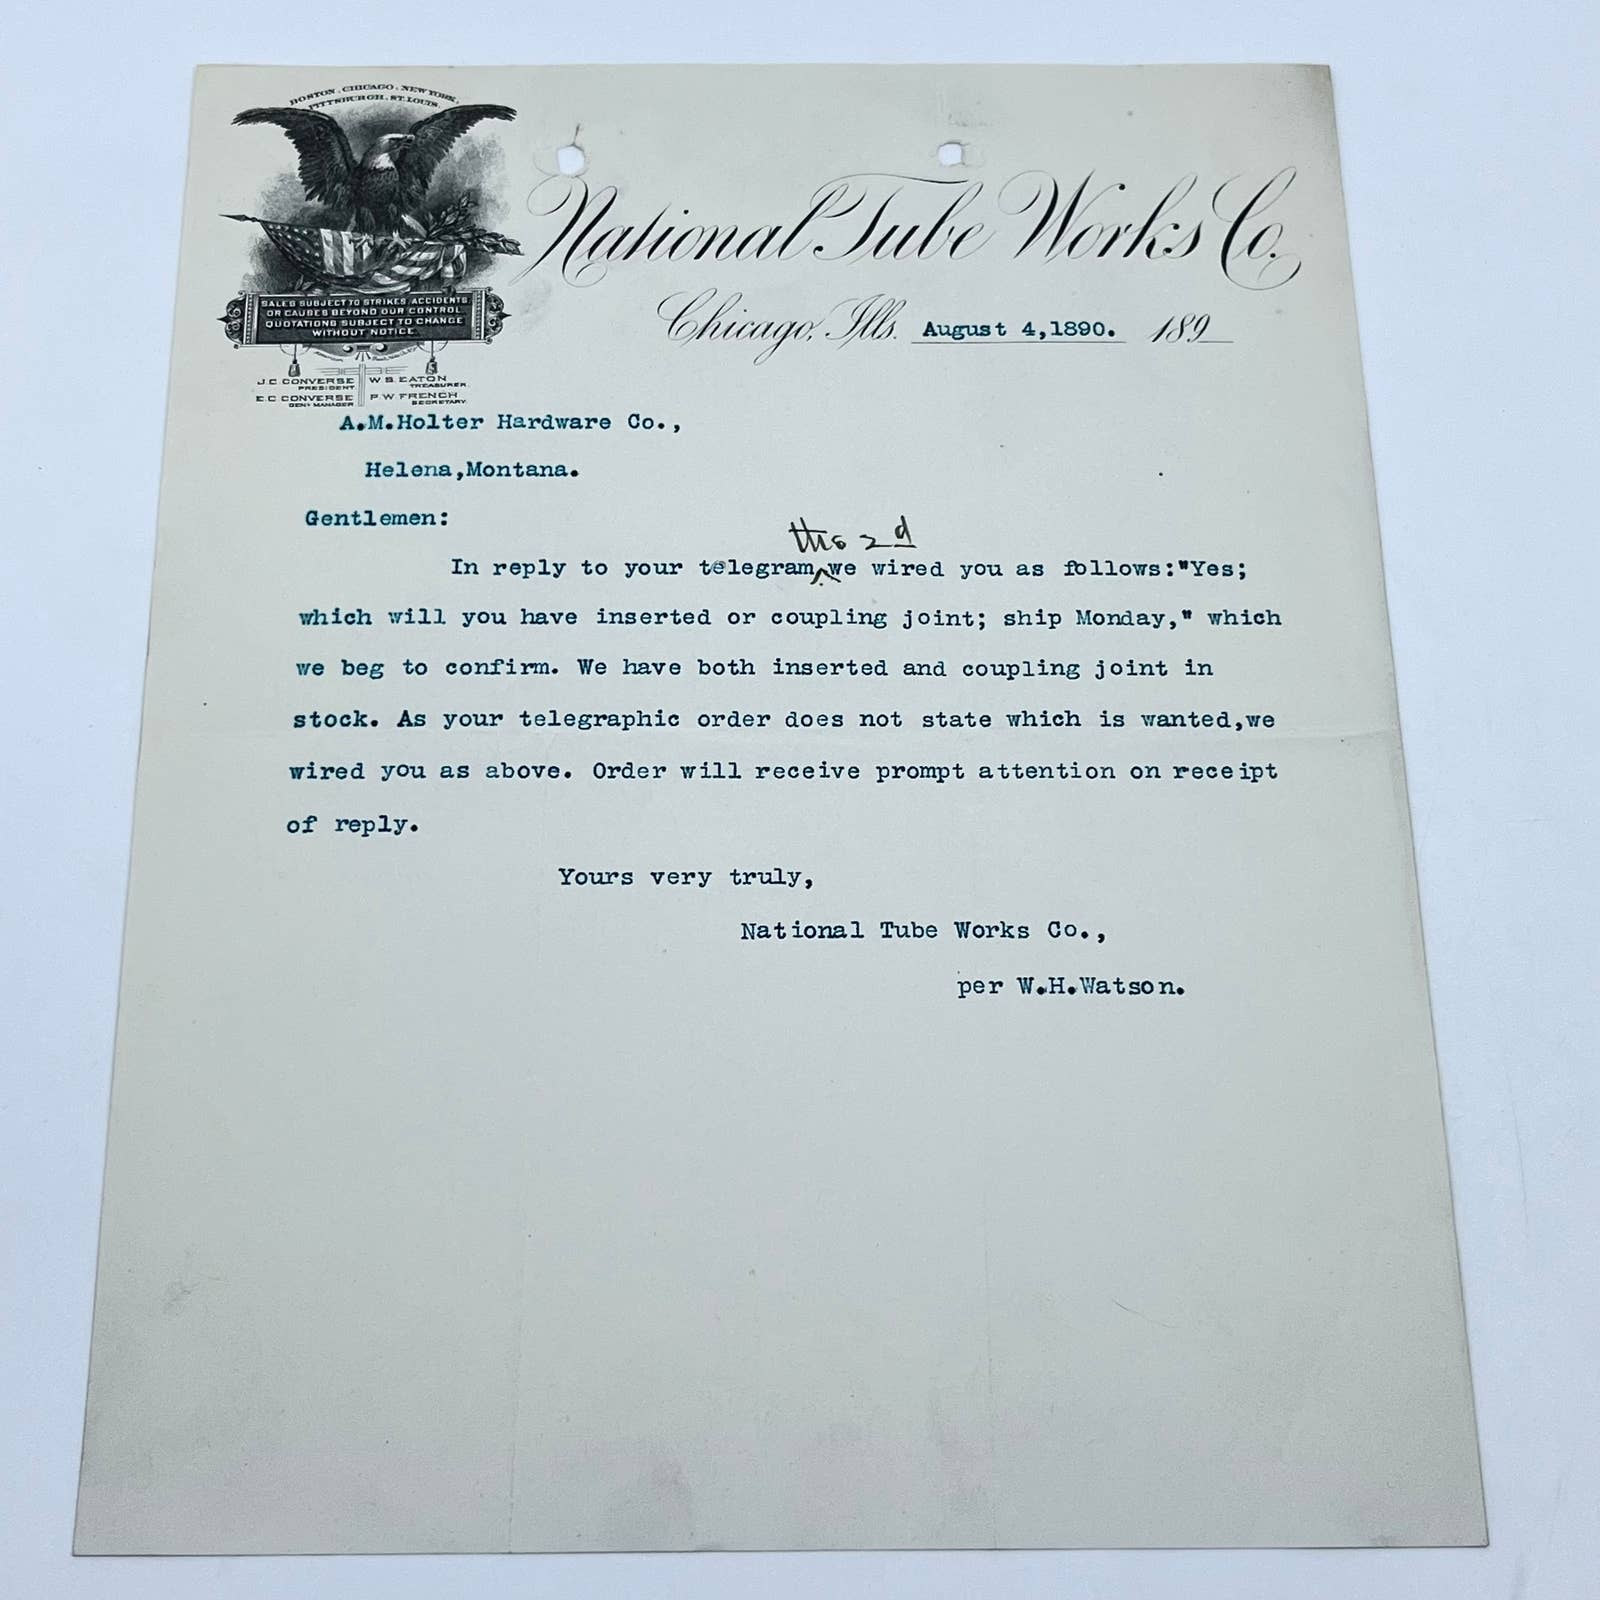 BOSTON. CHICAGO. NEW YORK.
PITTSBURGH. ST. LOUIS.
National Tube Works Co.
SALES SUBJECT TO STRIKES, ACCIDENTS
OR CAUSES BEYOND OUR CONTROL.
QUOTATIONS SUBJECT TO CHANGE
WITHOUT NOTICE.
Chicago, Ills. August 4,1890. 189
J.C. CONVERSE
PRESIDENT
W.S. EATON
TREASURER.
E.C. CONVERSE
GENL MANAGER
P.W. FRENCH
SECRETARY.
A.M.Holter Hardware Co.,
Helena,Montana.
Gentlemen:
the 2d
In reply to your telegram we wired you as follows:"Yes;
which will you have inserted or coupling joint; ship Monday," which
we beg to confirm. We have both inserted and coupling joint in
stock. As your telegraphic order does not state which is wanted,we
wired you as above. Order will receive prompt attention on receipt
of reply.
Yours very truly,
National Tube Works Co.,
per W.H.Watson.